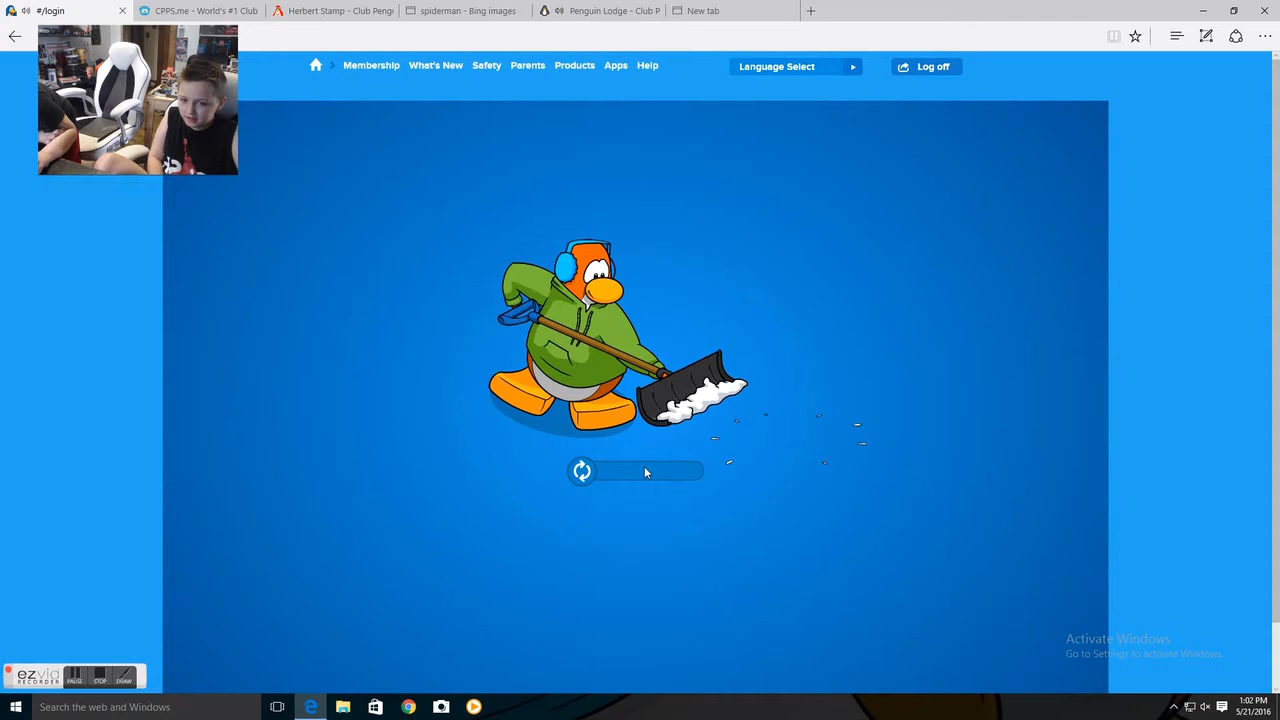 #/login
CPPS.me - World's #1 Club
Herbert Stamp - Club Pengi
spiderman - Bing images
Penguin Lodge - Club P
New tab
Membership
What's New
Safety
Parents
Products
Apps
Help
Language Select
Log off
Activate Windows
Go to Settings to activate Windows.
ezvid
RECORDER
PAUSE
STOP
DRAW
Search the web and Windows
1:02 PM
5/21/2016